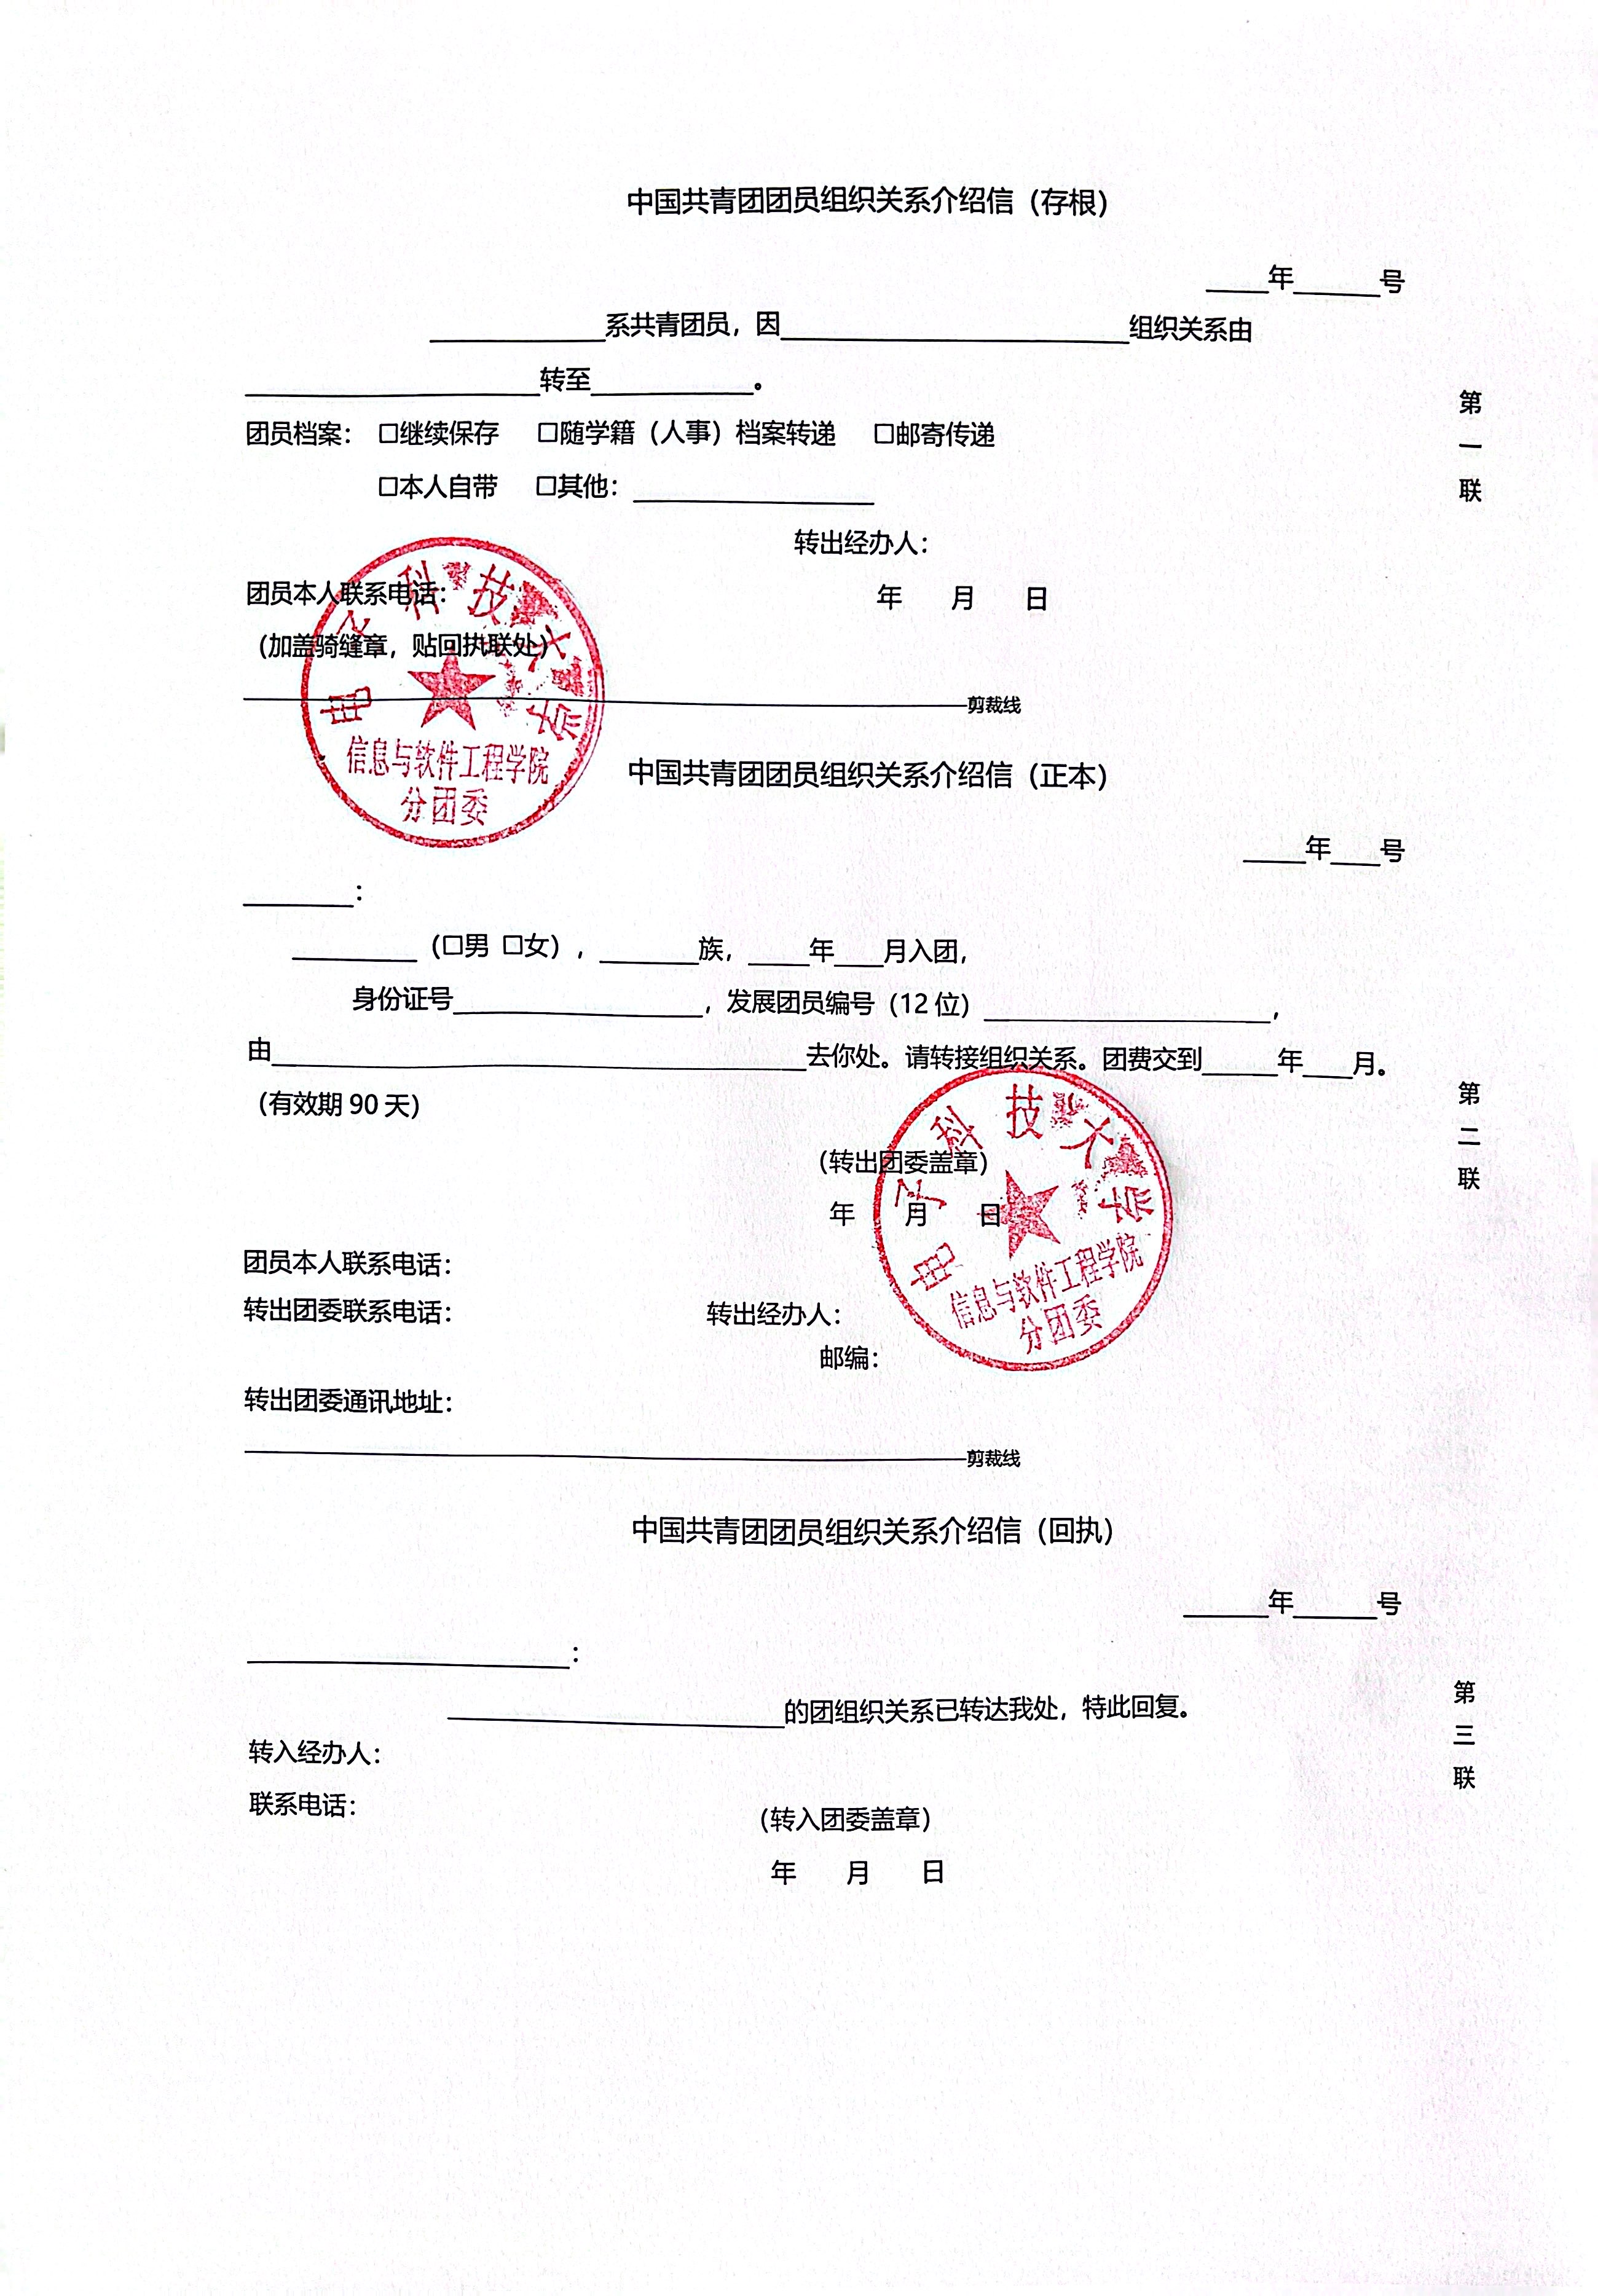 中国共青团团员组织关系介绍信（存根）
____年______号
____________系共青团员，因________________________组织关系由
____________________转至___________。
团员档案： □继续保存 □随学籍（人事）档案转递 □邮寄传递
□本人自带 □其他：________________
转出经办人：
团员本人联系电话： 年 月 日
（加盖骑缝章，贴回执联处）
剪裁线
第一联
电子科技大学
信息与软件工程学院
分团委
中国共青团团员组织关系介绍信（正本）
____年___号
_______：
________（□男 □女），_______族，____年___月入团，
身份证号________________，发展团员编号（12 位）__________________，
由____________________________________去你处。请转接组织关系。团费交到_____年___月。
（有效期 90 天）
（转出团委盖章）
年 月 日
电子科技大学
信息与软件工程学院
分团委
团员本人联系电话：
转出团委联系电话： 转出经办人：
邮编：
转出团委通讯地址：
剪裁线
第二联
中国共青团团员组织关系介绍信（回执）
______年______号
______________________：
_______________________的团组织关系已转达我处，特此回复。
转入经办人：
联系电话： （转入团委盖章）
年 月 日
第三联